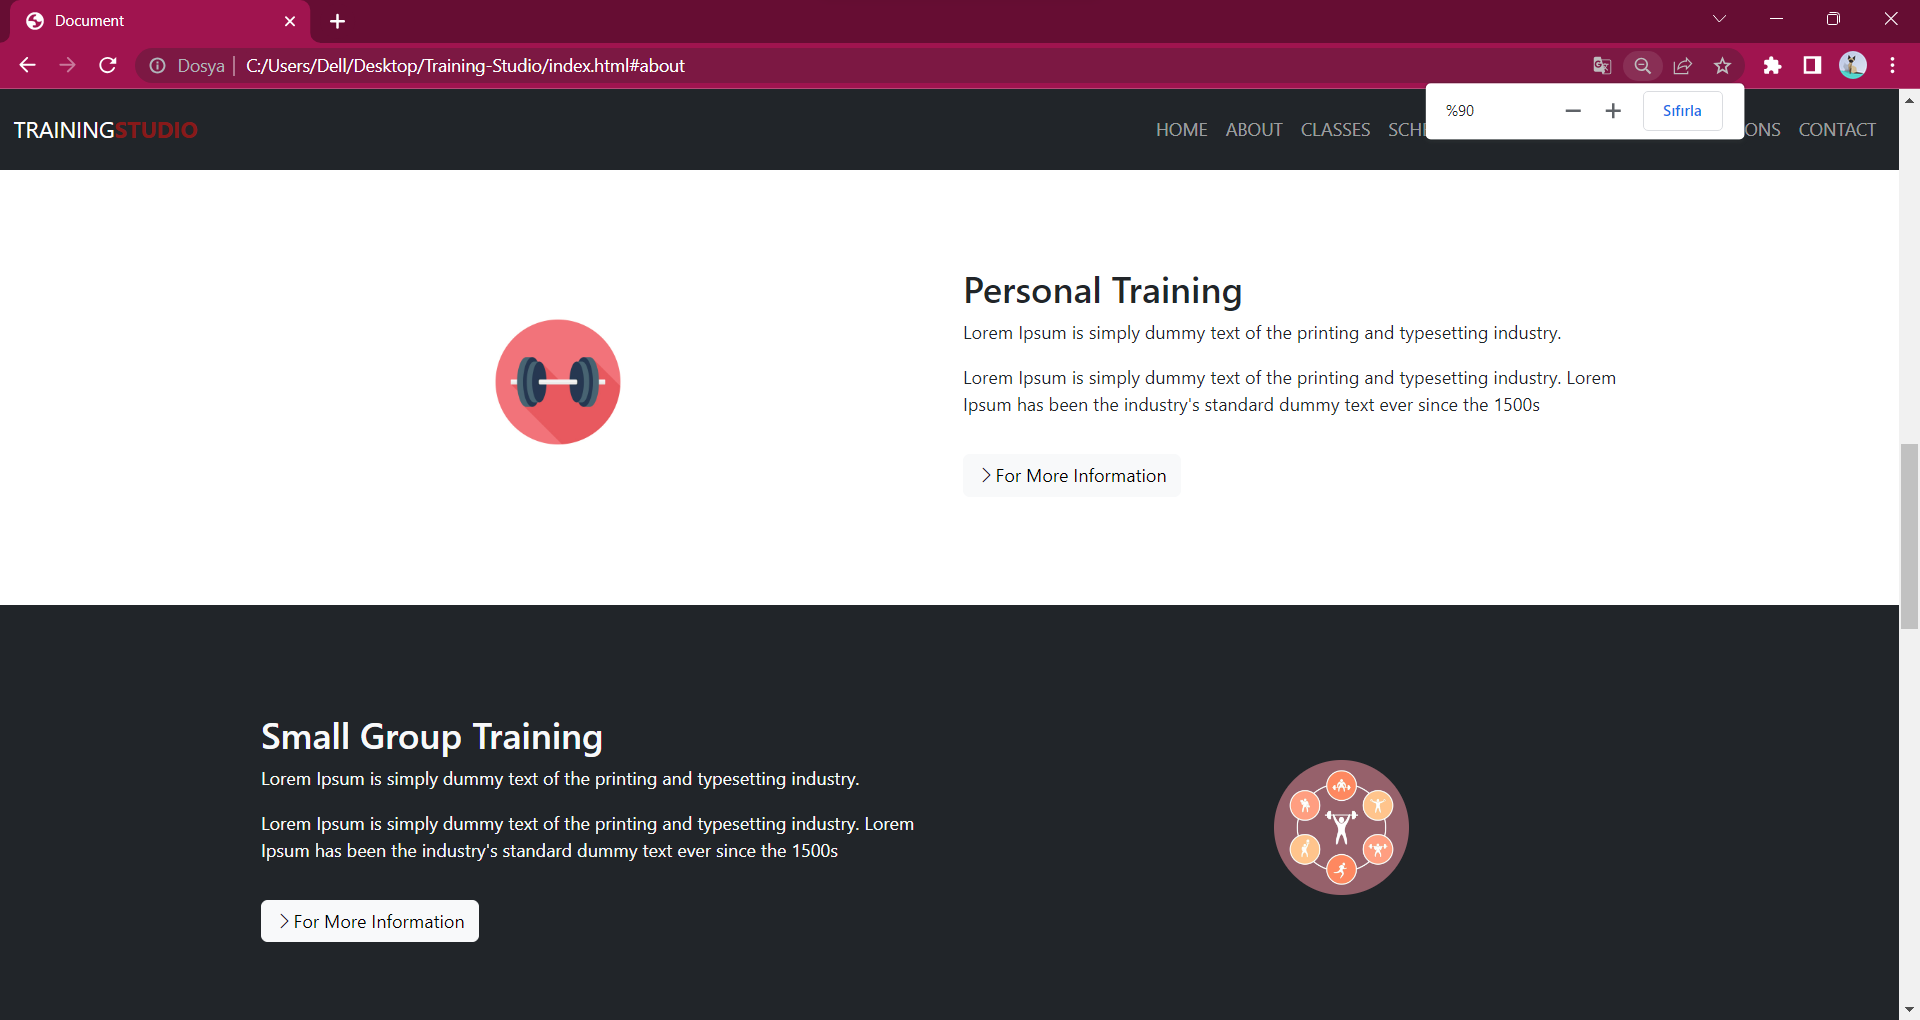 Document
Dosya | C:/Users/Dell/Desktop/Training-Studio/index.html#about
%90
Sıfırla
TRAININGSTUDIO
HOME ABOUT CLASSES SCH ONS CONTACT
Personal Training
Lorem Ipsum is simply dummy text of the printing and typesetting industry.
Lorem Ipsum is simply dummy text of the printing and typesetting industry. Lorem
Ipsum has been the industry's standard dummy text ever since the 1500s
For More Information
Small Group Training
Lorem Ipsum is simply dummy text of the printing and typesetting industry.
Lorem Ipsum is simply dummy text of the printing and typesetting industry. Lorem
Ipsum has been the industry's standard dummy text ever since the 1500s
For More Information